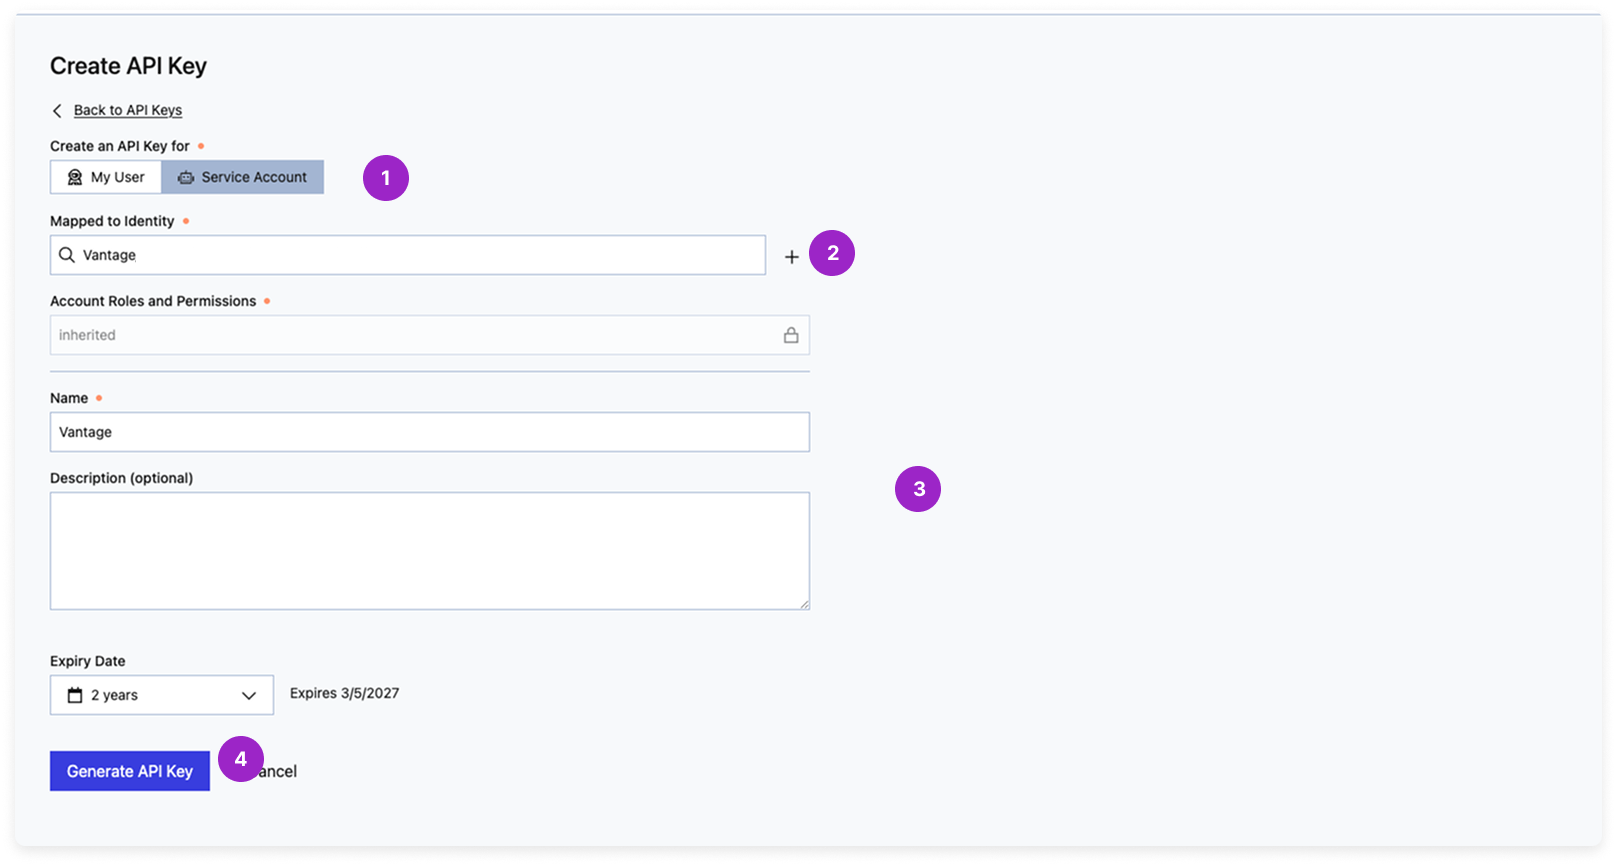 Create API Key
Back to API Keys
Create an API Key for
My User Service Account 1
Mapped to Identity
Vantage + 2
Account Roles and Permissions
inherited
Name
Vantage
Description (optional)
3
Expiry Date
2 years Expires 3/5/2027
Generate API Key 4 ancel